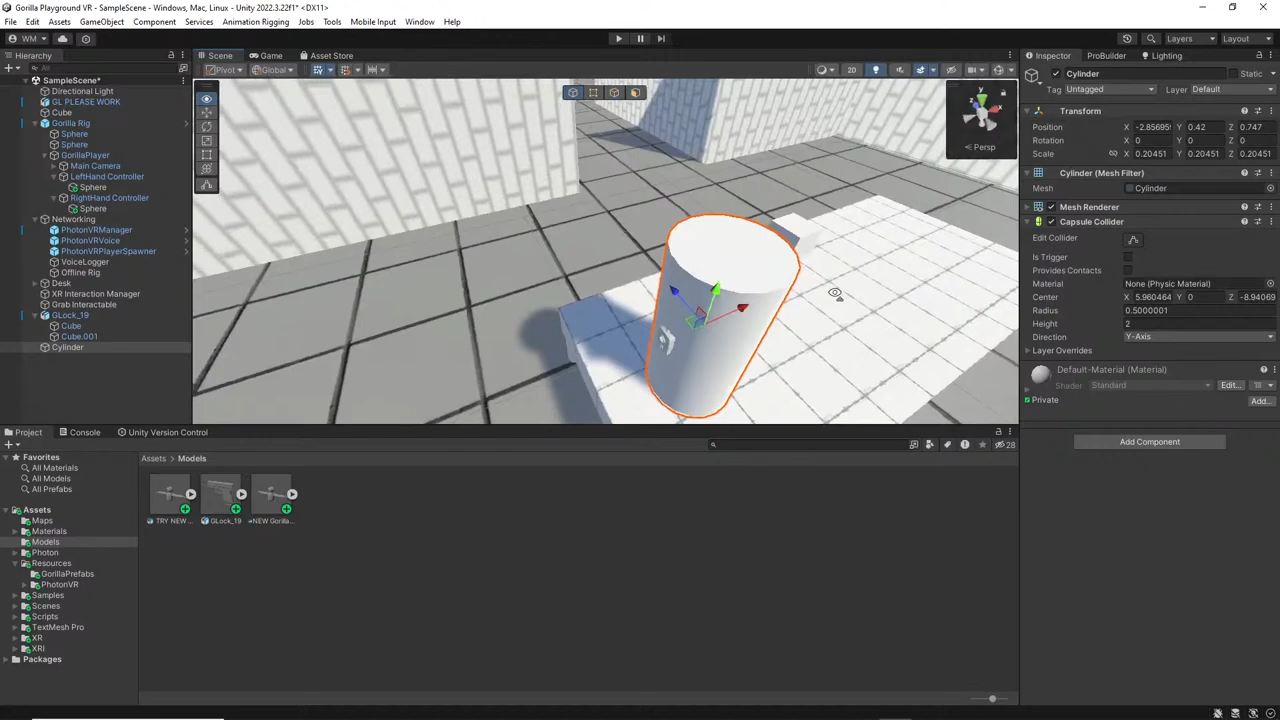 Gorilla Playground VR - SampleScene - Windows, Mac, Linux - Unity 2022.3.22f1* <DX11>
File Edit Assets GameObject Component Services Animation Rigging Jobs Tools Mobile Input Window Help
WM Layers Layout
Hierarchy Scene Game Asset Store Inspector ProBuilder Lighting
All Pivot Global 2D Cylinder Static
SampleScene* Tag Untagged Layer Default
Directional Light
GL PLEASE WORK Transform
Cube
Gorilla Rig Position X -2.85695 Y 0.42 Z 0.747
Sphere Rotation X 0 Y 0 Z 0
Sphere Scale X 0.20451 Y 0.20451 Z 0.20451
GorillaPlayer Persp
Main Camera Cylinder (Mesh Filter)
LeftHand Controller
Sphere Mesh Cylinder
RightHand Controller
Sphere Mesh Renderer
Networking Capsule Collider
PhotonVRManager Edit Collider
PhotonVRVoice
PhotonVRPlayerSpawner Is Trigger
VoiceLogger Provides Contacts
Offline Rig
Desk Material None (Physic Material)
XR Interaction Manager Center X 5.960464 Y 0 Z -8.94069
Grab Interactable Radius 0.5000001
GLock_19 Height 2
Cube Direction Y-Axis
Cube.001
Cylinder Layer Overrides
Default-Material (Material)
Shader Standard Edit...
Private Add...
Project Console Unity Version Control
Add Component
28
Favorites Assets > Models
All Materials
All Models
All Prefabs
Assets
Maps TRY NEW ... GLock_19 NEW Gorilla...
Materials
Models
Photon
Resources
GorillaPrefabs
PhotonVR
Samples
Scenes
Scripts
TextMesh Pro
XR
XRI
Packages